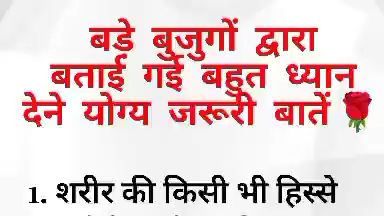 बडे बुजुगों द्वारा
बताई गई बहुत ध्यान
देने योग्य जरूरी बातें🌹
1. शरीर की किसी भी हिस्से